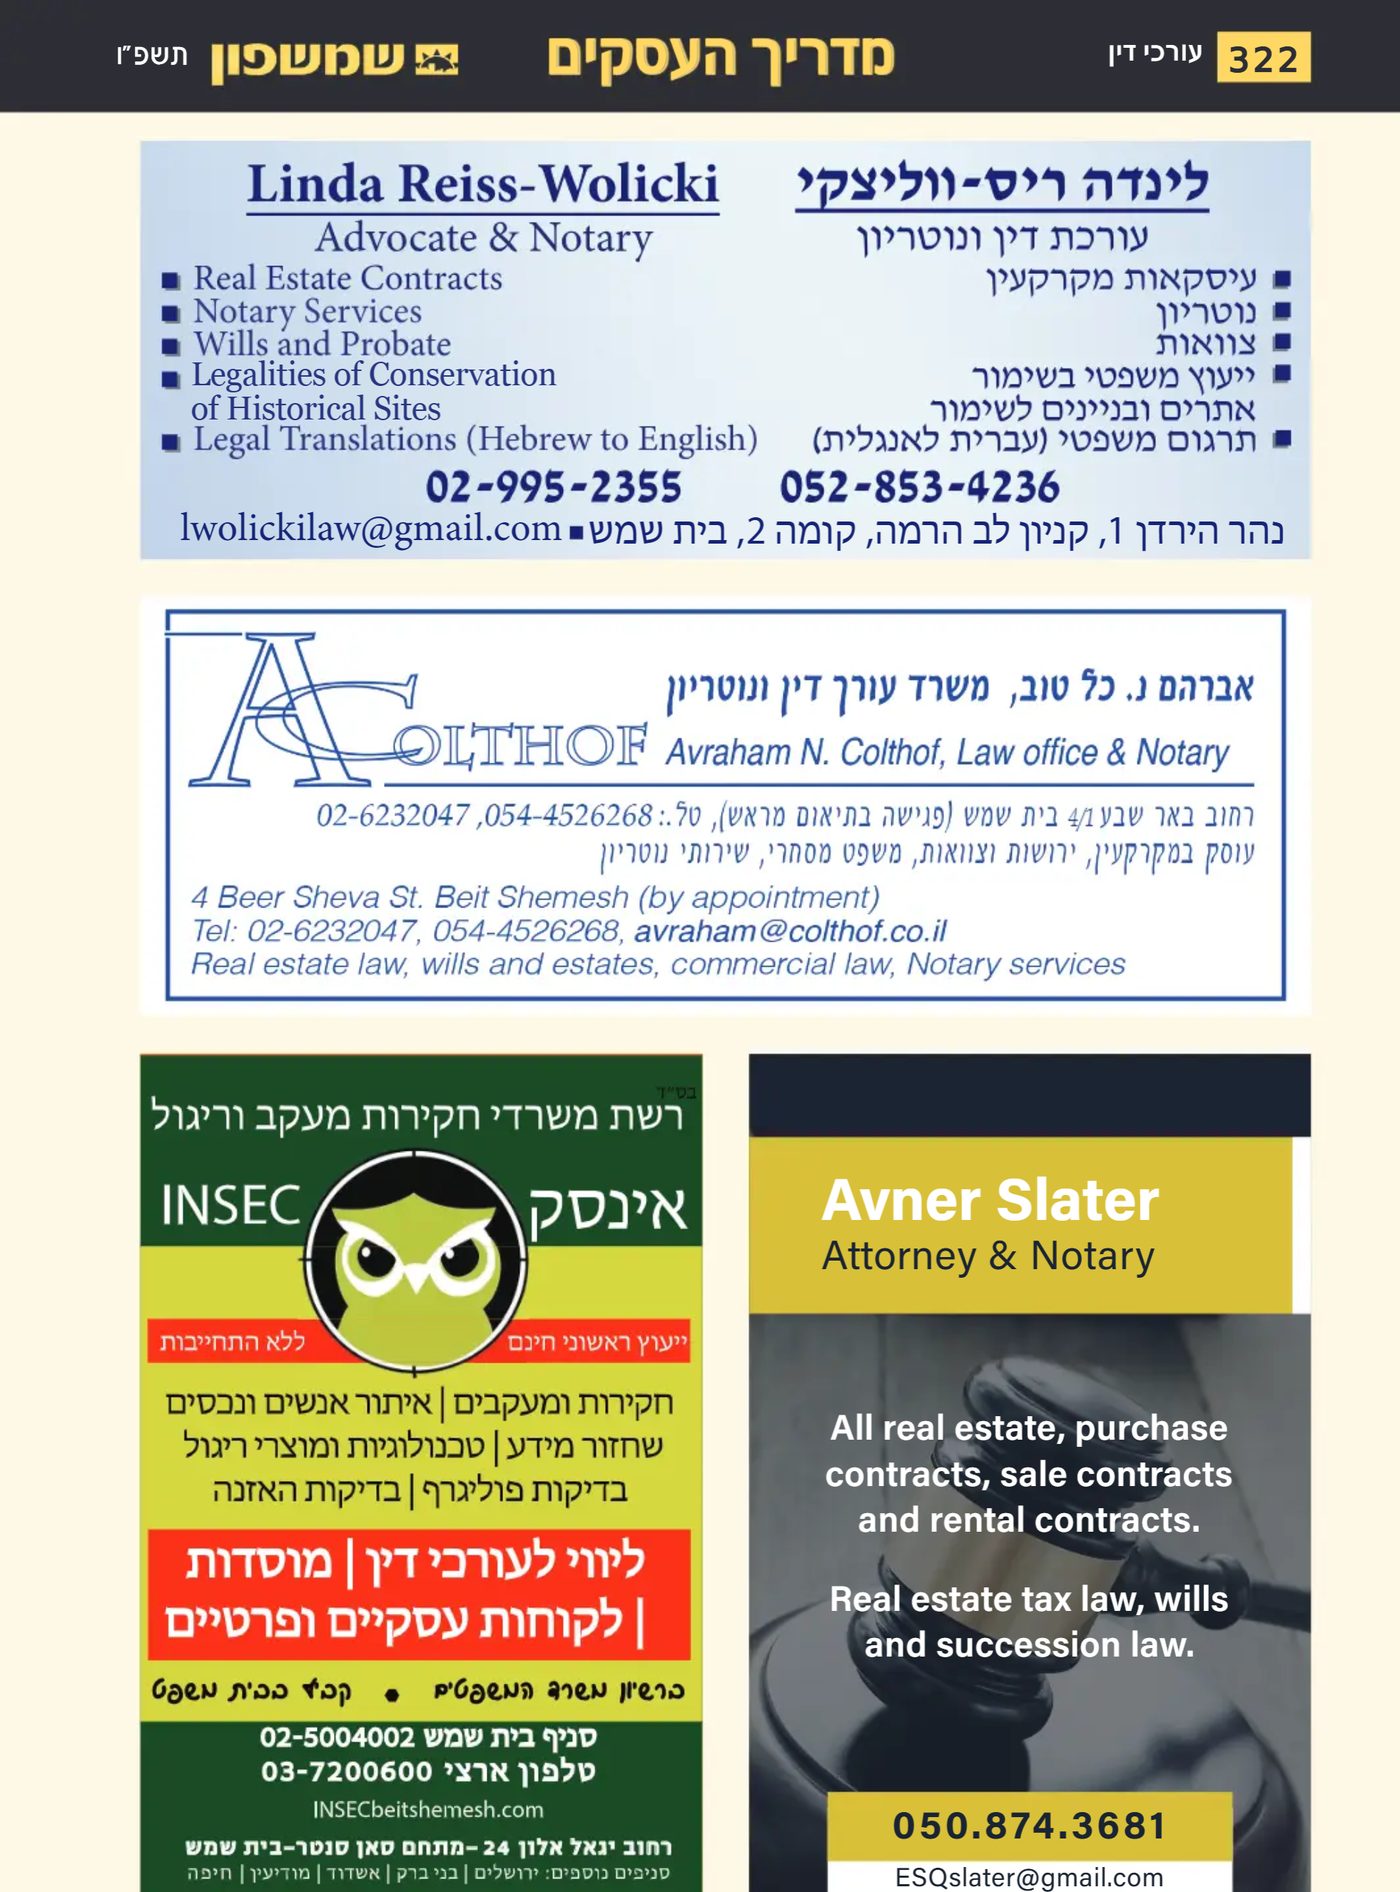 322 עורכי דין
מדריך העסקים
שמשפון תשפ"ו
Linda Reiss-Wolicki
Advocate & Notary
Real Estate Contracts
Notary Services
Wills and Probate
Legalities of Conservation
of Historical Sites
Legal Translations (Hebrew to English)
לינדה ריס-ווליצקי
עורכת דין ונוטריון
עיסקאות מקרקעין
נוטריון
צוואות
ייעוץ משפטי בשימור
אתרים ובניינים לשימור
תרגום משפטי (עברית לאנגלית)
02-995-2355 052-853-4236
נהר הירדן 1, קניון לב הרמה, קומה 2, בית שמש ▪ lwolickilaw@gmail.com
AC OLTHOF
אברהם נ. כל טוב, משרד עורך דין ונוטריון
Avraham N. Colthof, Law office & Notary
רחוב באר שבע 4/1 בית שמש (פגישה בתיאום מראש), טל.: 054-4526268, 02-6232047
עוסק במקרקעין, ירושות וצוואות, משפט מסחרי, שירותי נוטריון
4 Beer Sheva St. Beit Shemesh (by appointment)
Tel: 02-6232047, 054-4526268, avraham@colthof.co.il
Real estate law, wills and estates, commercial law, Notary services
בס"ד
רשת משרדי חקירות מעקב וריגול
אינסק INSEC
ייעוץ ראשוני חינם ללא התחייבות
חקירות ומעקבים | איתור אנשים ונכסים
שחזור מידע | טכנולוגיות ומוצרי ריגול
בדיקות פוליגרף | בדיקות האזנה
ליווי לעורכי דין | מוסדות
| לקוחות עסקיים ופרטיים
ברשיון משרד המשפטים • קביל בבית משפט
סניף בית שמש 02-5004002
טלפון ארצי 03-7200600
INSECbeitshemesh.com
רחוב יגאל אלון 24 -מתחם סאן סנטר-בית שמש
סניפים נוספים: ירושלים | בני ברק | אשדוד | מודיעין | חיפה
Avner Slater
Attorney & Notary
All real estate, purchase
contracts, sale contracts
and rental contracts.
Real estate tax law, wills
and succession law.
050.874.3681
ESQslater@gmail.com